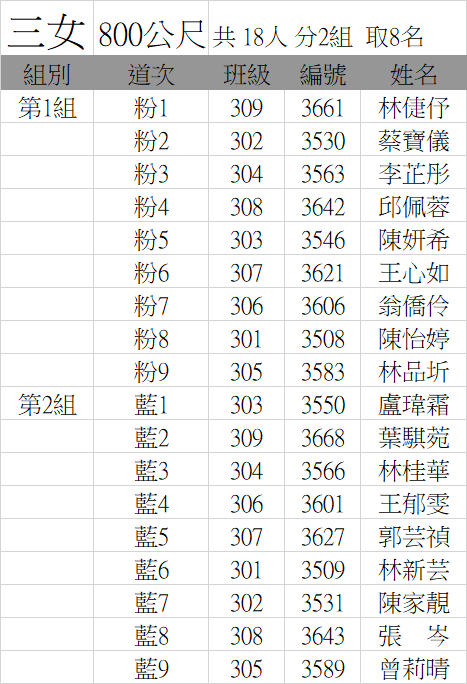 三女 800公尺 共 18人 分2組 取8名
組別 道次 班級 編號 姓名
第1組 粉1 309 3661 林倢伃
粉2 302 3530 蔡寶儀
粉3 304 3563 李芷彤
粉4 308 3642 邱佩蓉
粉5 303 3546 陳妍希
粉6 307 3621 王心如
粉7 306 3606 翁僑伶
粉8 301 3508 陳怡婷
粉9 305 3583 林品圻
第2組 藍1 303 3550 盧瑋霜
藍2 309 3668 葉騏菀
藍3 304 3566 林桂華
藍4 306 3601 王郁雯
藍5 307 3627 郭芸禎
藍6 301 3509 林新芸
藍7 302 3531 陳家靚
藍8 308 3643 張　岑
藍9 305 3589 曾莉晴